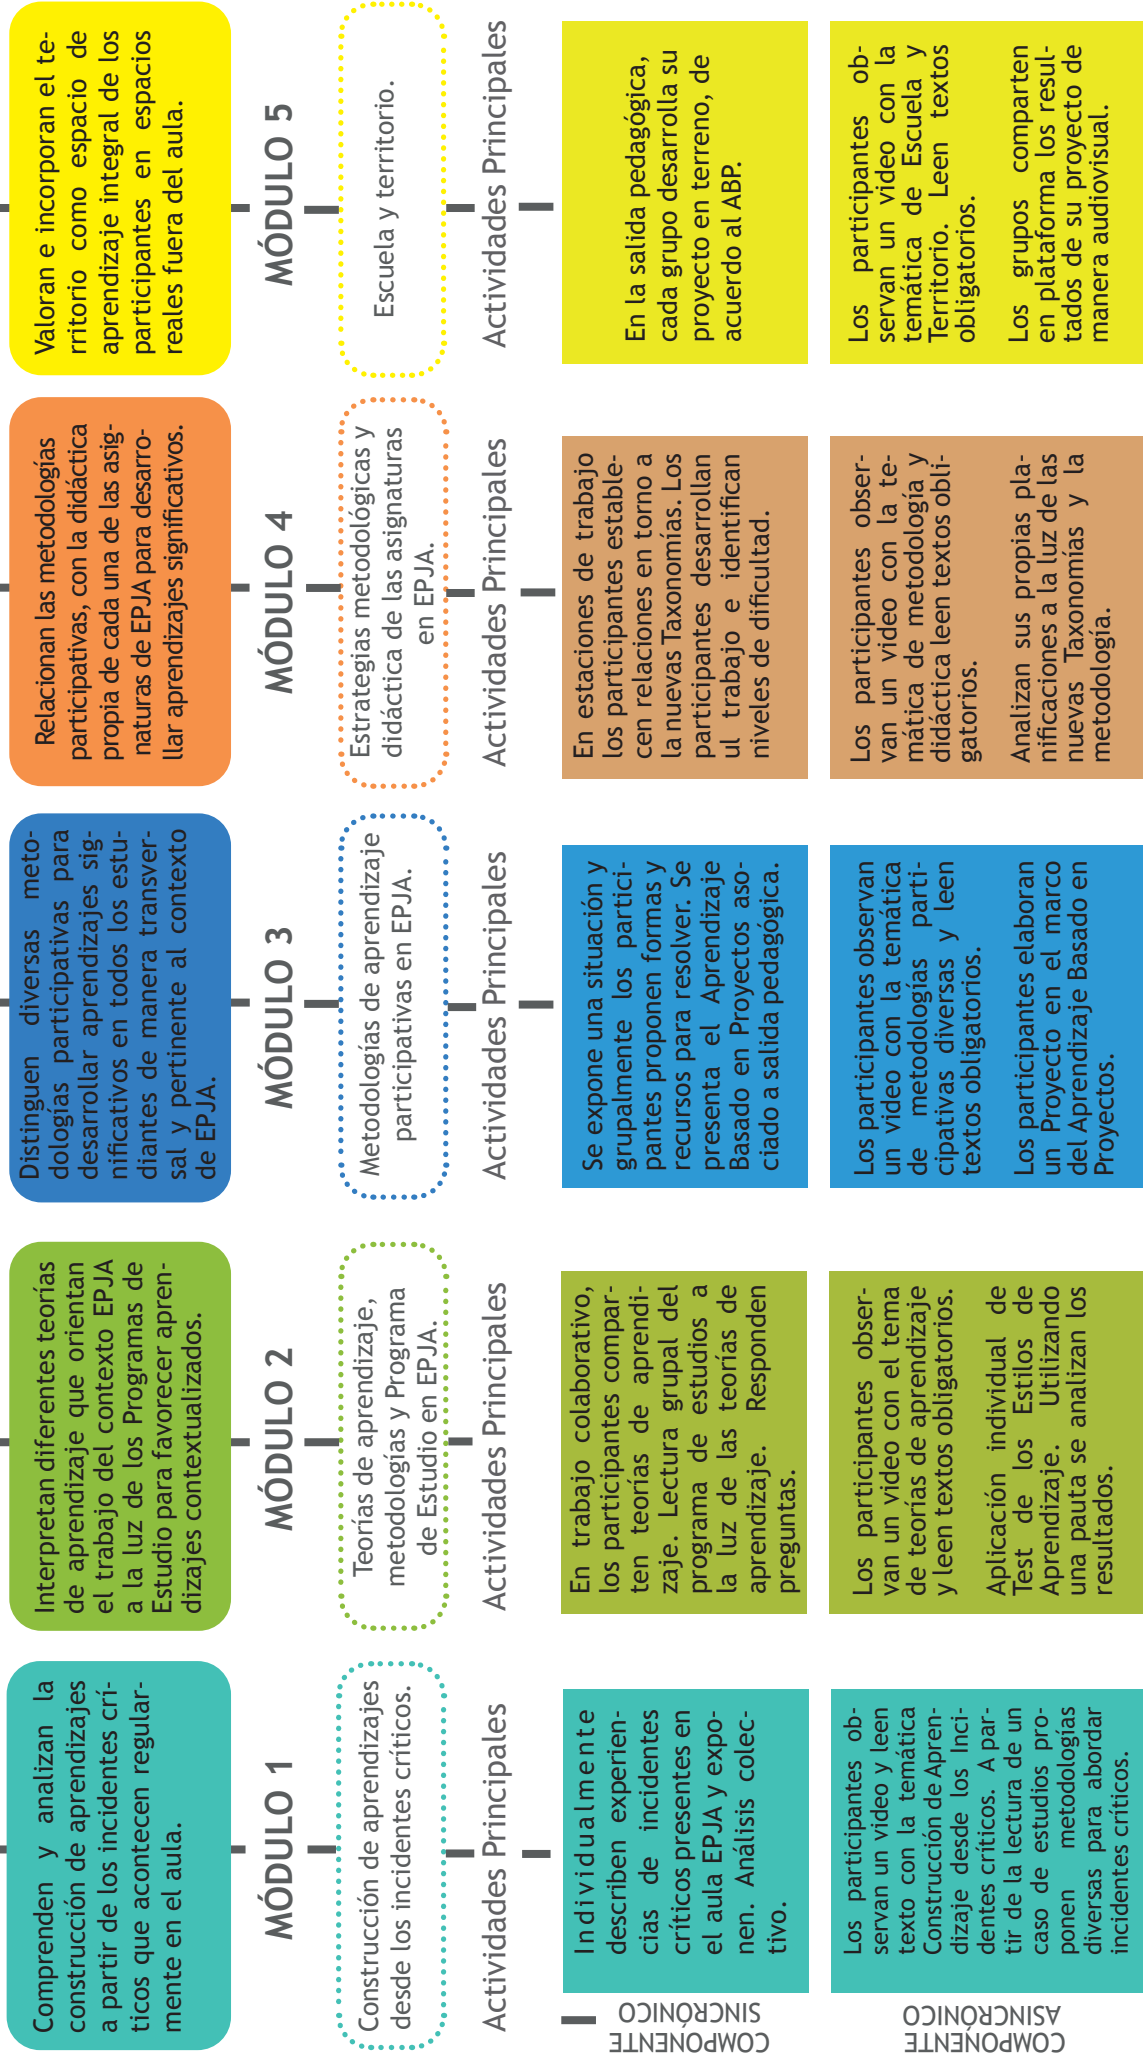 Comprenden y analizan la
construcción de aprendizajes
a partir de los incidentes crí-
ticos que acontecen regular-
mente en el aula.
MÓDULO 1
Construcción de aprendizajes
desde los incidentes críticos.
Actividades Principales
COMPONENTE
SINCRÓNICO
Individualmente
describen experien-
cias de incidentes
críticos presentes en
el aula EPJA y expo-
nen. Análisis colec-
tivo.
COMPONENTE
ASINCRÓNICO
Los participantes ob-
servan un video y leen
texto con la temática
Construcción de Apren-
dizaje desde los Inci-
dentes críticos. A par-
tir de la lectura de un
caso de estudios pro-
ponen metodologías
diversas para abordar
incidentes críticos.
Interpretan diferentes teorías
de aprendizaje que orientan
el trabajo del contexto EPJA
a la luz de los Programas de
Estudio para favorecer apren-
dizajes contextualizados.
MÓDULO 2
Teorías de aprendizaje,
metodologías y Programa
de Estudio en EPJA.
Actividades Principales
En trabajo colaborativo,
los participantes compar-
ten teorías de aprendi-
zaje. Lectura grupal del
programa de estudios a
la luz de las teorías de
aprendizaje. Responden
preguntas.
Los participantes obser-
van un video con el tema
de teorías de aprendizaje
y leen textos obligatorios.
Aplicación individual de
Test de los Estilos de
Aprendizaje. Utilizando
una pauta se analizan los
resultados.
Distinguen diversas meto-
dologías participativas para
desarrollar aprendizajes sig-
nificativos en todos los estu-
diantes de manera transver-
sal y pertinente al contexto
de EPJA.
MÓDULO 3
Metodologías de aprendizaje
participativas en EPJA.
Actividades Principales
Se expone una situación y
grupalmente los partici-
pantes proponen formas y
recursos para resolver. Se
presenta el Aprendizaje
Basado en Proyectos aso-
ciado a salida pedagógica.
Los participantes observan
un video con la temática
de metodologías parti-
cipativas diversas y leen
textos obligatorios.
Los participantes elaboran
un Proyecto en el marco
del Aprendizaje Basado en
Proyectos.
Relacionan las metodologías
participativas, con la didáctica
propia de cada una de las asig-
naturas de EPJA para desarro-
llar aprendizajes significativos.
MÓDULO 4
Estrategias metodológicas y
didáctica de las asignaturas
en EPJA.
Actividades Principales
En estaciones de trabajo
los participantes estable-
cen relaciones en torno a
la nuevas Taxonomías. Los
participantes desarrollan
ul trabajo e identifican
niveles de dificultad.
Los participantes obser-
van un video con la te-
mática de metodología y
didáctica leen textos obli-
gatorios.
Analizan sus propias pla-
nificaciones a la luz de las
nuevas Taxonomías y la
metodología.
Valoran e incorporan el te-
rritorio como espacio de
aprendizaje integral de los
participantes en espacios
reales fuera del aula.
MÓDULO 5
Escuela y territorio.
Actividades Principales
En la salida pedagógica,
cada grupo desarrolla su
proyecto en terreno, de
acuerdo al ABP.
Los participantes ob-
servan un video con la
temática de Escuela y
Territorio. Leen textos
obligatorios.
Los grupos comparten
en plataforma los resul-
tados de su proyecto de
manera audiovisual.